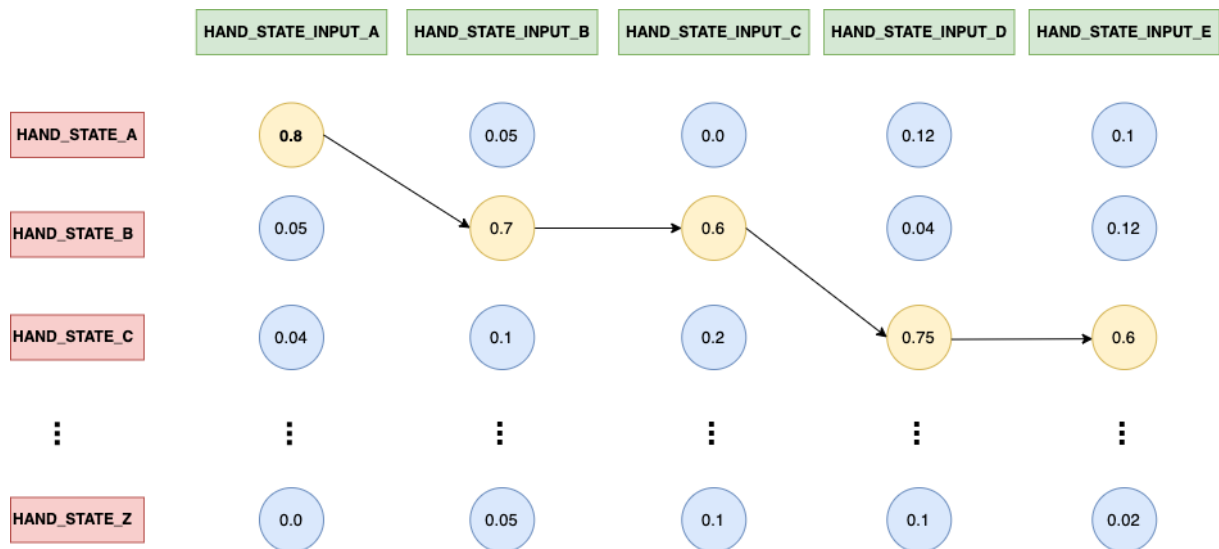 HAND_STATE_INPUT_A HAND_STATE_INPUT_B HAND_STATE_INPUT_C HAND_STATE_INPUT_D HAND_STATE_INPUT_E
HAND_STATE_A 0.8 0.05 0.0 0.12 0.1
HAND_STATE_B 0.05 0.7 0.6 0.04 0.12
HAND_STATE_C 0.04 0.1 0.2 0.75 0.6
HAND_STATE_Z 0.0 0.05 0.1 0.1 0.02